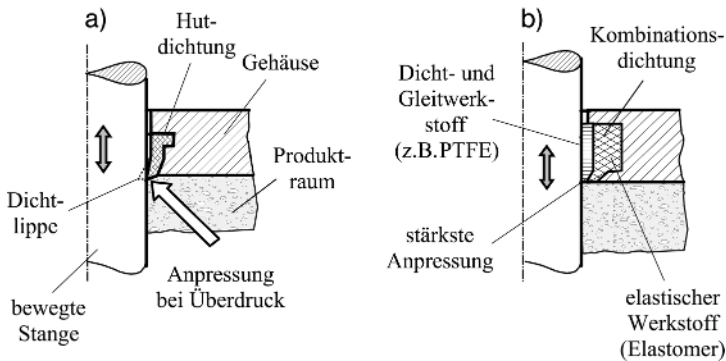 a)
Hut-
dichtung
Gehäuse
Produkt-
raum
Dicht-
lippe
Anpressung
bei Überdruck
bewegte
Stange
b)
Kombinations-
dichtung
Dicht- und
Gleitwerk-
stoff
(z.B.PTFE)
stärkste
Anpressung
elastischer
Werkstoff
(Elastomer)